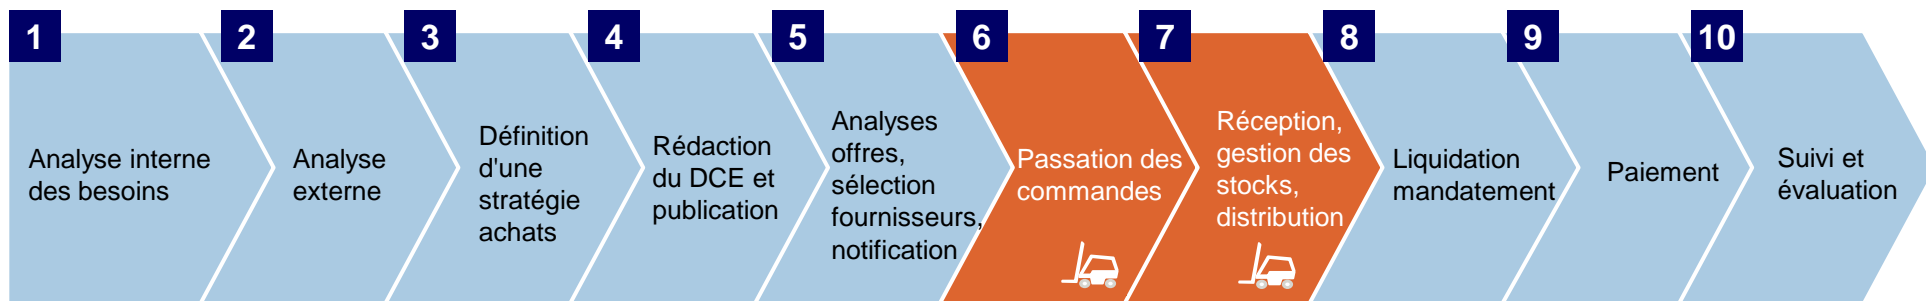 1
Analyse interne
des besoins
2
Analyse
externe
3
Définition
d'une
stratégie
achats
4
Rédaction
du DCE et
publication
5
Analyses
offres,
sélection
fournisseurs,
notification
6
Passation des
commandes
7
Réception,
gestion des
stocks,
distribution
8
Liquidation
mandatement
9
Paiement
10
Suivi et
évaluation